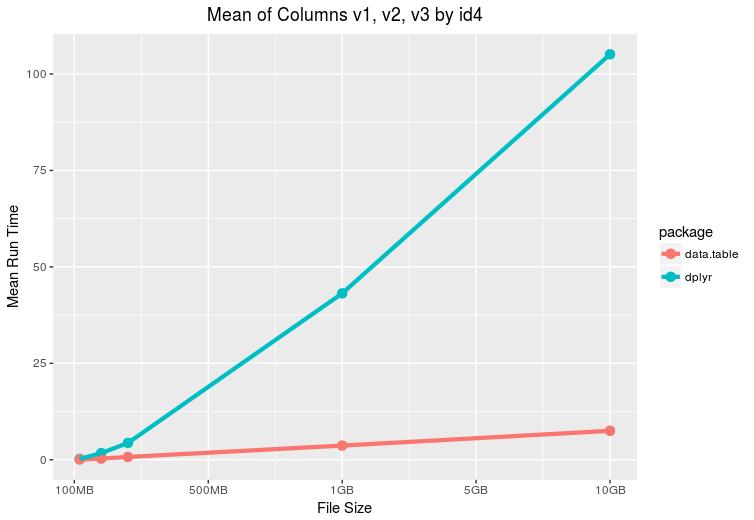 Mean of Columns v1, v2, v3 by id4
Mean Run Time
100
75
50
25
0
100MB 500MB 1GB 5GB 10GB
File Size
package
data.table
dplyr